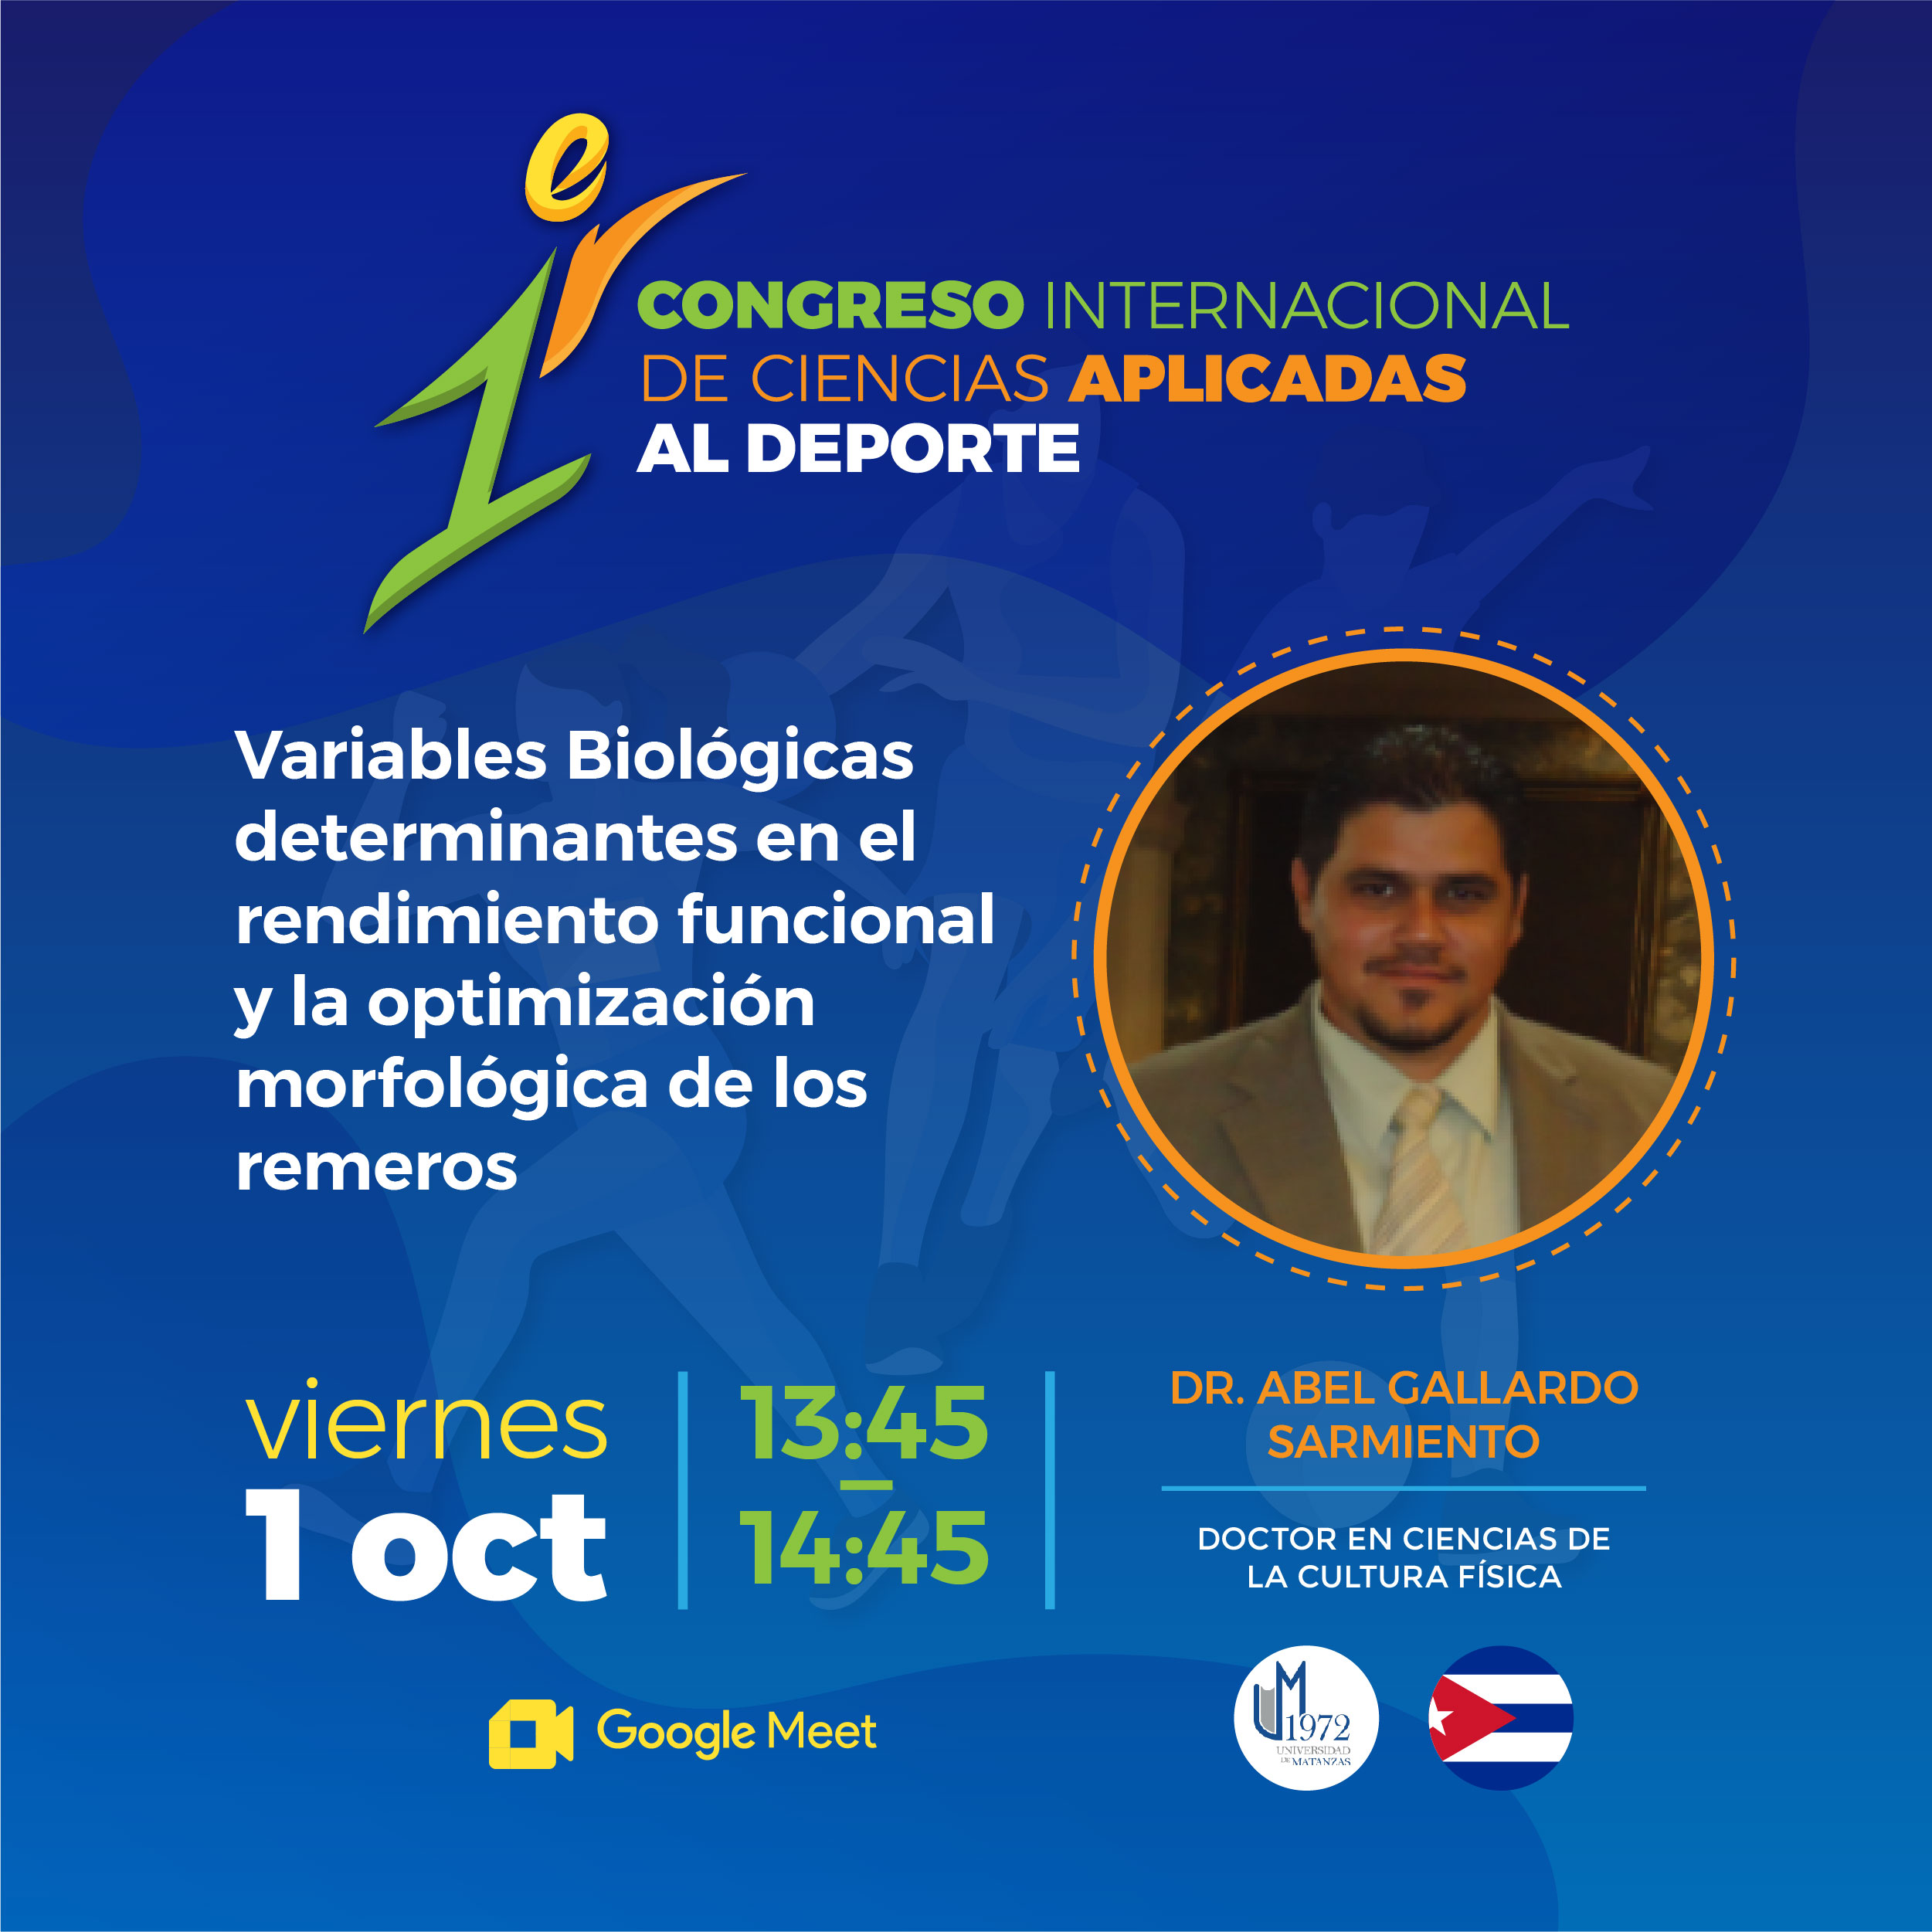 1er
CONGRESO INTERNACIONAL
DE CIENCIAS APLICADAS
AL DEPORTE
Variables Biológicas
determinantes en el
rendimiento funcional
y la optimización
morfológica de los
remeros
viernes
1 oct
13:45
–
14:45
DR. ABEL GALLARDO
SARMIENTO
DOCTOR EN CIENCIAS DE
LA CULTURA FÍSICA
Google Meet
UM
1972
UNIVERSIDAD
DE MATANZAS